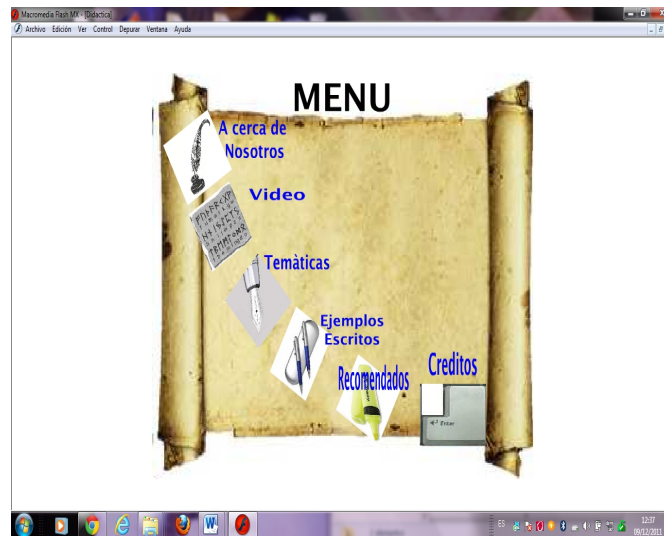 Macromedia Flash MX - [Didactica]
Archivo Edición Ver Control Depurar Ventana Ayuda
MENU
A cerca de
Nosotros
Video
Temàticas
Ejemplos
Escritos
Recomendados
Creditos
Enter
ES
12:37
09/12/2011